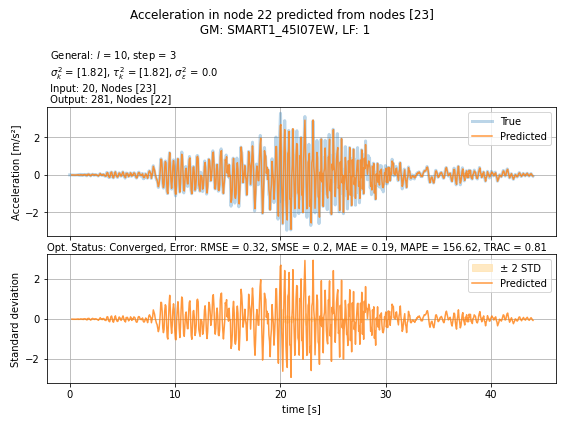 Acceleration in node 22 predicted from nodes [23]
GM: SMART1_45I07EW, LF: 1
General: l = 10, step = 3
σ²ₖ = [1.82], τ²ₖ = [1.82], σ²ε = 0.0
Input: 20, Nodes [23]
Output: 281, Nodes [22]
Acceleration [m/s²]
2
0
−2
True
Predicted
Opt. Status: Converged, Error: RMSE = 0.32, SMSE = 0.2, MAE = 0.19, MAPE = 156.62, TRAC = 0.81
Standard deviation
2
0
−2
± 2 STD
Predicted
0 10 20 30 40
time [s]